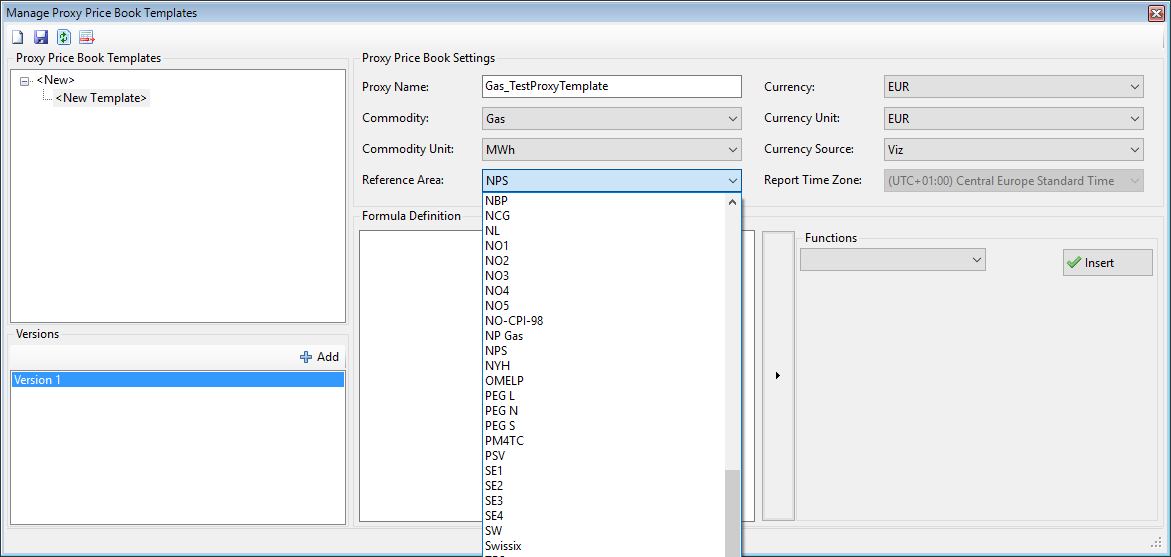 Manage Proxy Price Book Templates
Proxy Price Book Templates
<New>
<New Template>
Versions
Add
Version 1
Proxy Price Book Settings
Proxy Name: Gas_TestProxyTemplate
Commodity: Gas
Commodity Unit: MWh
Reference Area: NPS
Currency: EUR
Currency Unit: EUR
Currency Source: Viz
Report Time Zone: (UTC+01:00) Central Europe Standard Time
Formula Definition
NBP
NCG
NL
NO1
NO2
NO3
NO4
NO5
NO-CPI-98
NP Gas
NPS
NYH
OMELP
PEG L
PEG N
PEG S
PM4TC
PSV
SE1
SE2
SE3
SE4
SW
Swissix
Functions
Insert